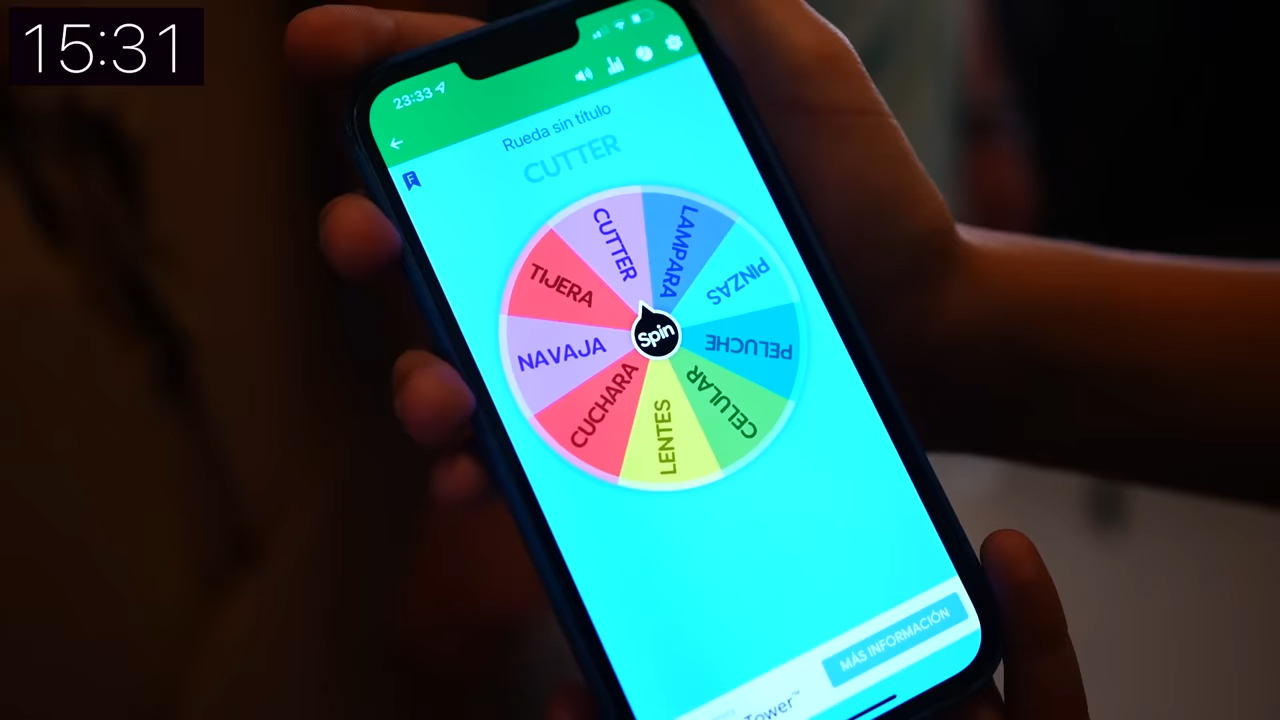 15:31
23:33
Rueda sin título
CUTTER
F
CUTTER
LAMPARA
PINZAS
PELUCHE
CELULAR
LENTES
CUCHARA
NAVAJA
TIJERA
Spin
MÁS INFORMACIÓN
Tower™